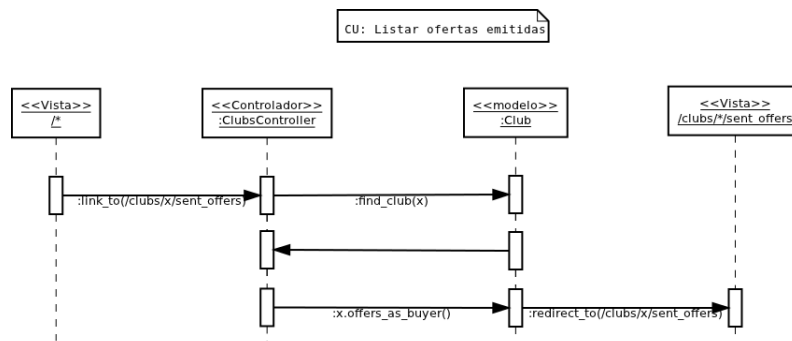 CU: Listar ofertas emitidas
<<Vista>>
/*
<<Controlador>>
:ClubsController
<<modelo>>
:Club
<<Vista>>
/clubs/*/sent_offers
:link_to(/clubs/x/sent_offers)
:find_club(x)
:x.offers_as_buyer()
:redirect_to(/clubs/x/sent_offers)